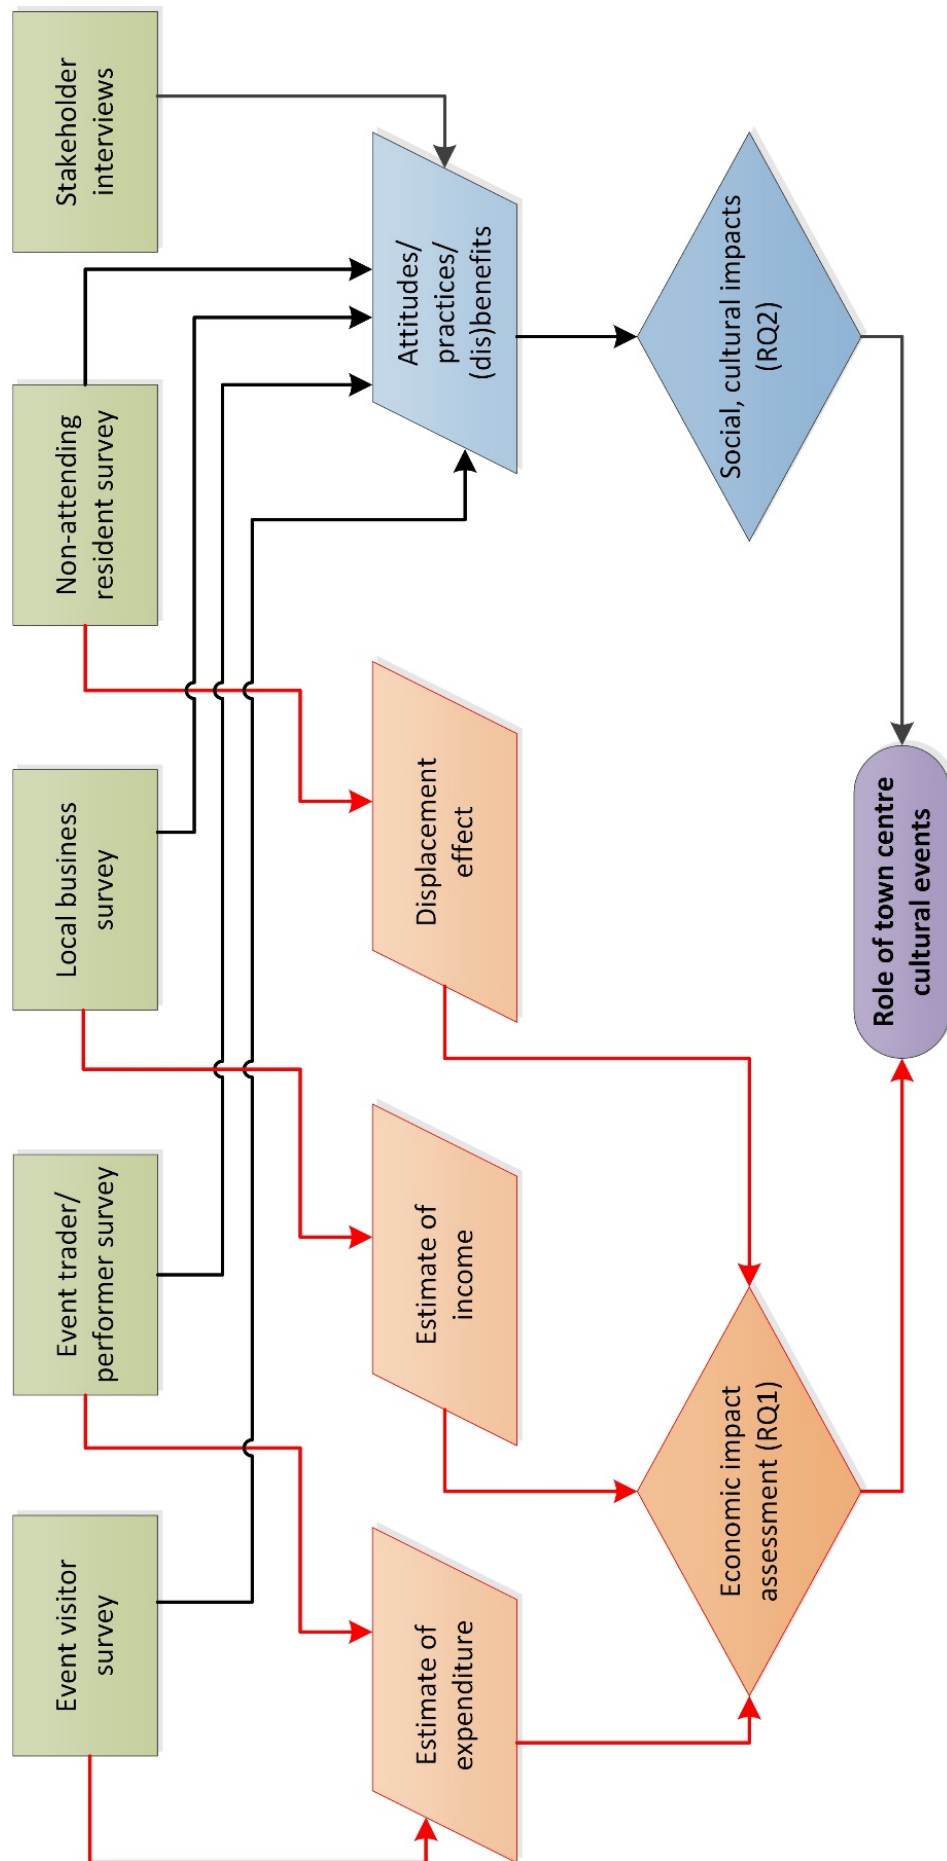 Event visitor
survey
Event trader/
performer survey
Local business
survey
Non-attending
resident survey
Stakeholder
interviews
Estimate of
expenditure
Estimate of
income
Displacement
effect
Attitudes/
practices/
(dis)benefits
Economic impact
assessment (RQ1)
Social, cultural impacts
(RQ2)
Role of town centre
cultural events